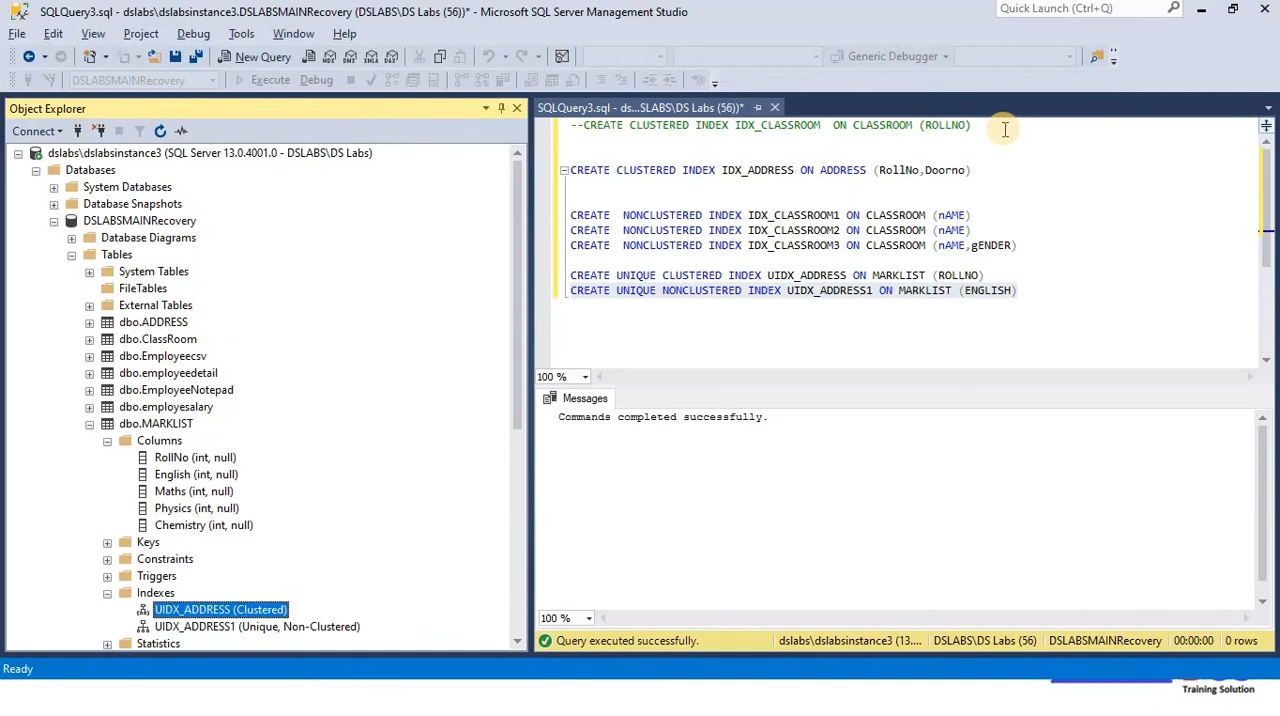 SQLQuery3.sql - dslabs\dslabsinstance3.DSLABSMAINRecovery (DSLABS\DS Labs (56))* - Microsoft SQL Server Management Studio
Quick Launch (Ctrl+Q)
File Edit View Project Debug Tools Window Help
New Query
Generic Debugger
DSLABSMAINRecovery
Execute Debug
Object Explorer
Connect
dslabs\dslabsinstance3 (SQL Server 13.0.4001.0 - DSLABS\DS Labs)
Databases
System Databases
Database Snapshots
DSLABSMAINRecovery
Database Diagrams
Tables
System Tables
FileTables
External Tables
dbo.ADDRESS
dbo.ClassRoom
dbo.Employeecsv
dbo.employeedetail
dbo.EmployeeNotepad
dbo.employesalary
dbo.MARKLIST
Columns
RollNo (int, null)
English (int, null)
Maths (int, null)
Physics (int, null)
Chemistry (int, null)
Keys
Constraints
Triggers
Indexes
UIDX_ADDRESS (Clustered)
UIDX_ADDRESS1 (Unique, Non-Clustered)
Statistics
SQLQuery3.sql - ds...SLABS\DS Labs (56))*
--CREATE CLUSTERED INDEX IDX_CLASSROOM ON CLASSROOM (ROLLNO)
CREATE CLUSTERED INDEX IDX_ADDRESS ON ADDRESS (RollNo,Doorno)
CREATE NONCLUSTERED INDEX IDX_CLASSROOM1 ON CLASSROOM (nAME)
CREATE NONCLUSTERED INDEX IDX_CLASSROOM2 ON CLASSROOM (nAME)
CREATE NONCLUSTERED INDEX IDX_CLASSROOM3 ON CLASSROOM (nAME,gENDER)
CREATE UNIQUE CLUSTERED INDEX UIDX_ADDRESS ON MARKLIST (ROLLNO)
CREATE UNIQUE NONCLUSTERED INDEX UIDX_ADDRESS1 ON MARKLIST (ENGLISH)
100 %
Messages
Commands completed successfully.
100 %
Query executed successfully.
dslabs\dslabsinstance3 (13.... DSLABS\DS Labs (56) DSLABSMAINRecovery 00:00:00 0 rows
Ready
Training Solution